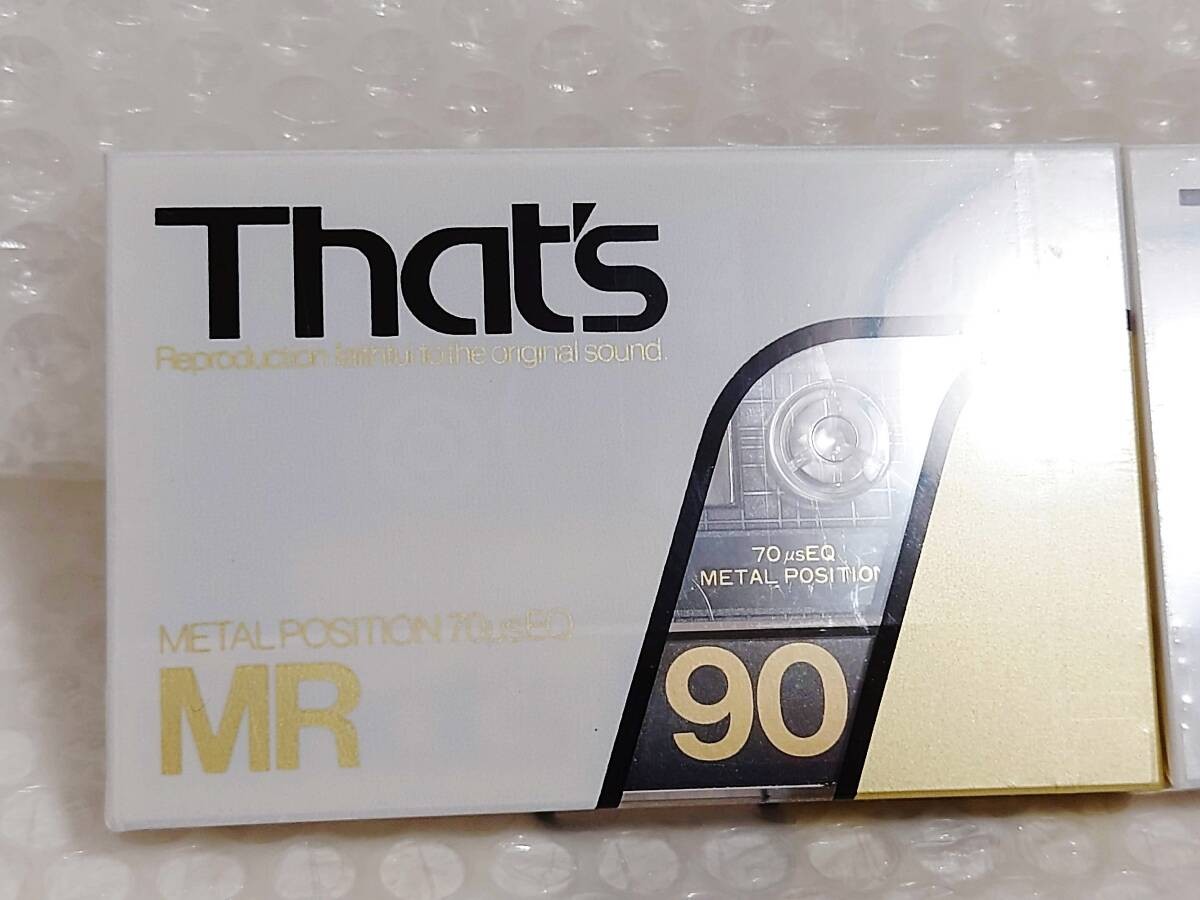 That's
Reproduction faithful to the original sound.
70μsEQ
METAL POSITION
METAL POSITION 70μsEQ
MR
90